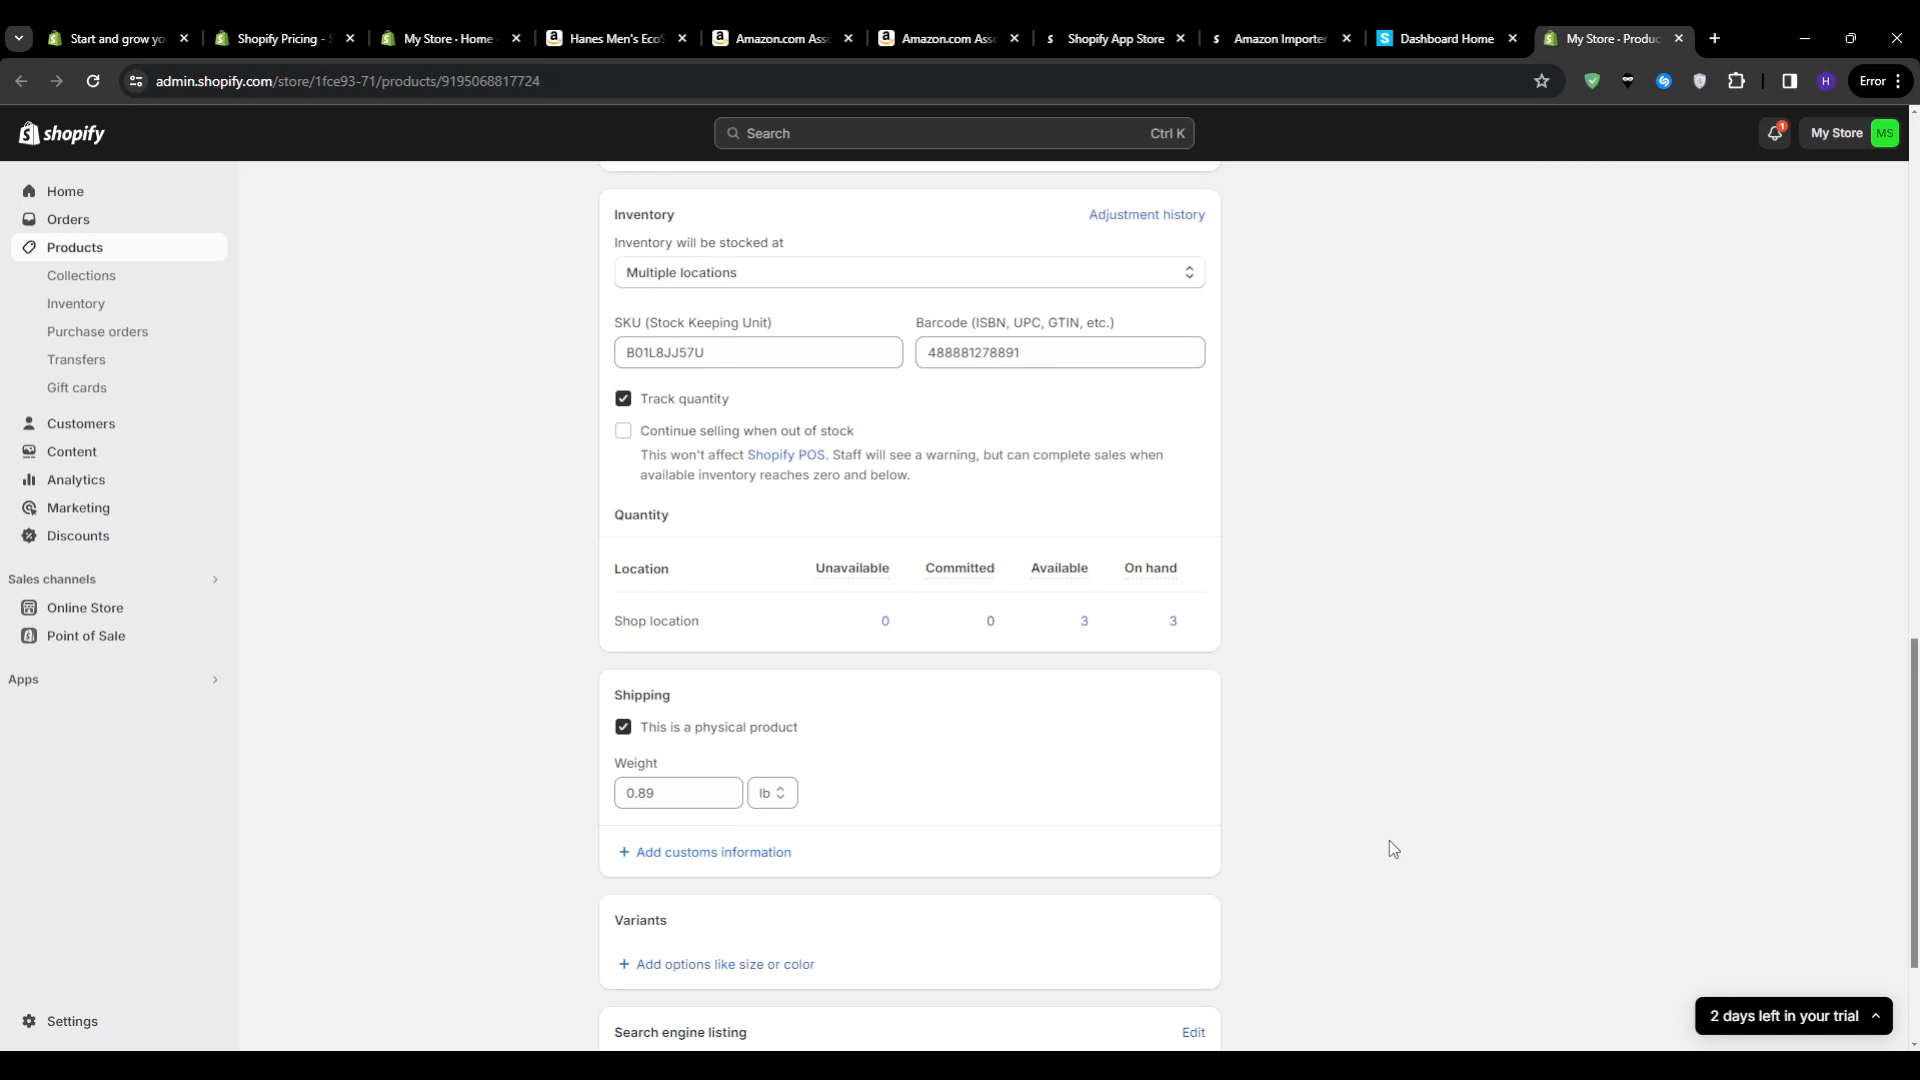 Start and grow yo
Shopify Pricing - S
My Store · Home
Hanes Men's EcoS
Amazon.com Asso
Amazon.com Asso
Shopify App Store
Amazon Importer
Dashboard Home
My Store · Produc
admin.shopify.com/store/1fce93-71/products/9195068817724
H
Error
shopify
Search
Ctrl K
1
My Store
MS
Home
Orders
Products
Collections
Inventory
Purchase orders
Transfers
Gift cards
Customers
Content
Analytics
Marketing
Discounts
Sales channels
Online Store
Point of Sale
Apps
Settings
Inventory
Adjustment history
Inventory will be stocked at
Multiple locations
SKU (Stock Keeping Unit)
Barcode (ISBN, UPC, GTIN, etc.)
B01L8JJ57U
488881278891
Track quantity
Continue selling when out of stock
This won't affect Shopify POS. Staff will see a warning, but can complete sales when
available inventory reaches zero and below.
Quantity
Location
Unavailable
Committed
Available
On hand
Shop location
0
0
3
3
Shipping
This is a physical product
Weight
0.89
lb
+ Add customs information
Variants
+ Add options like size or color
Search engine listing
Edit
2 days left in your trial